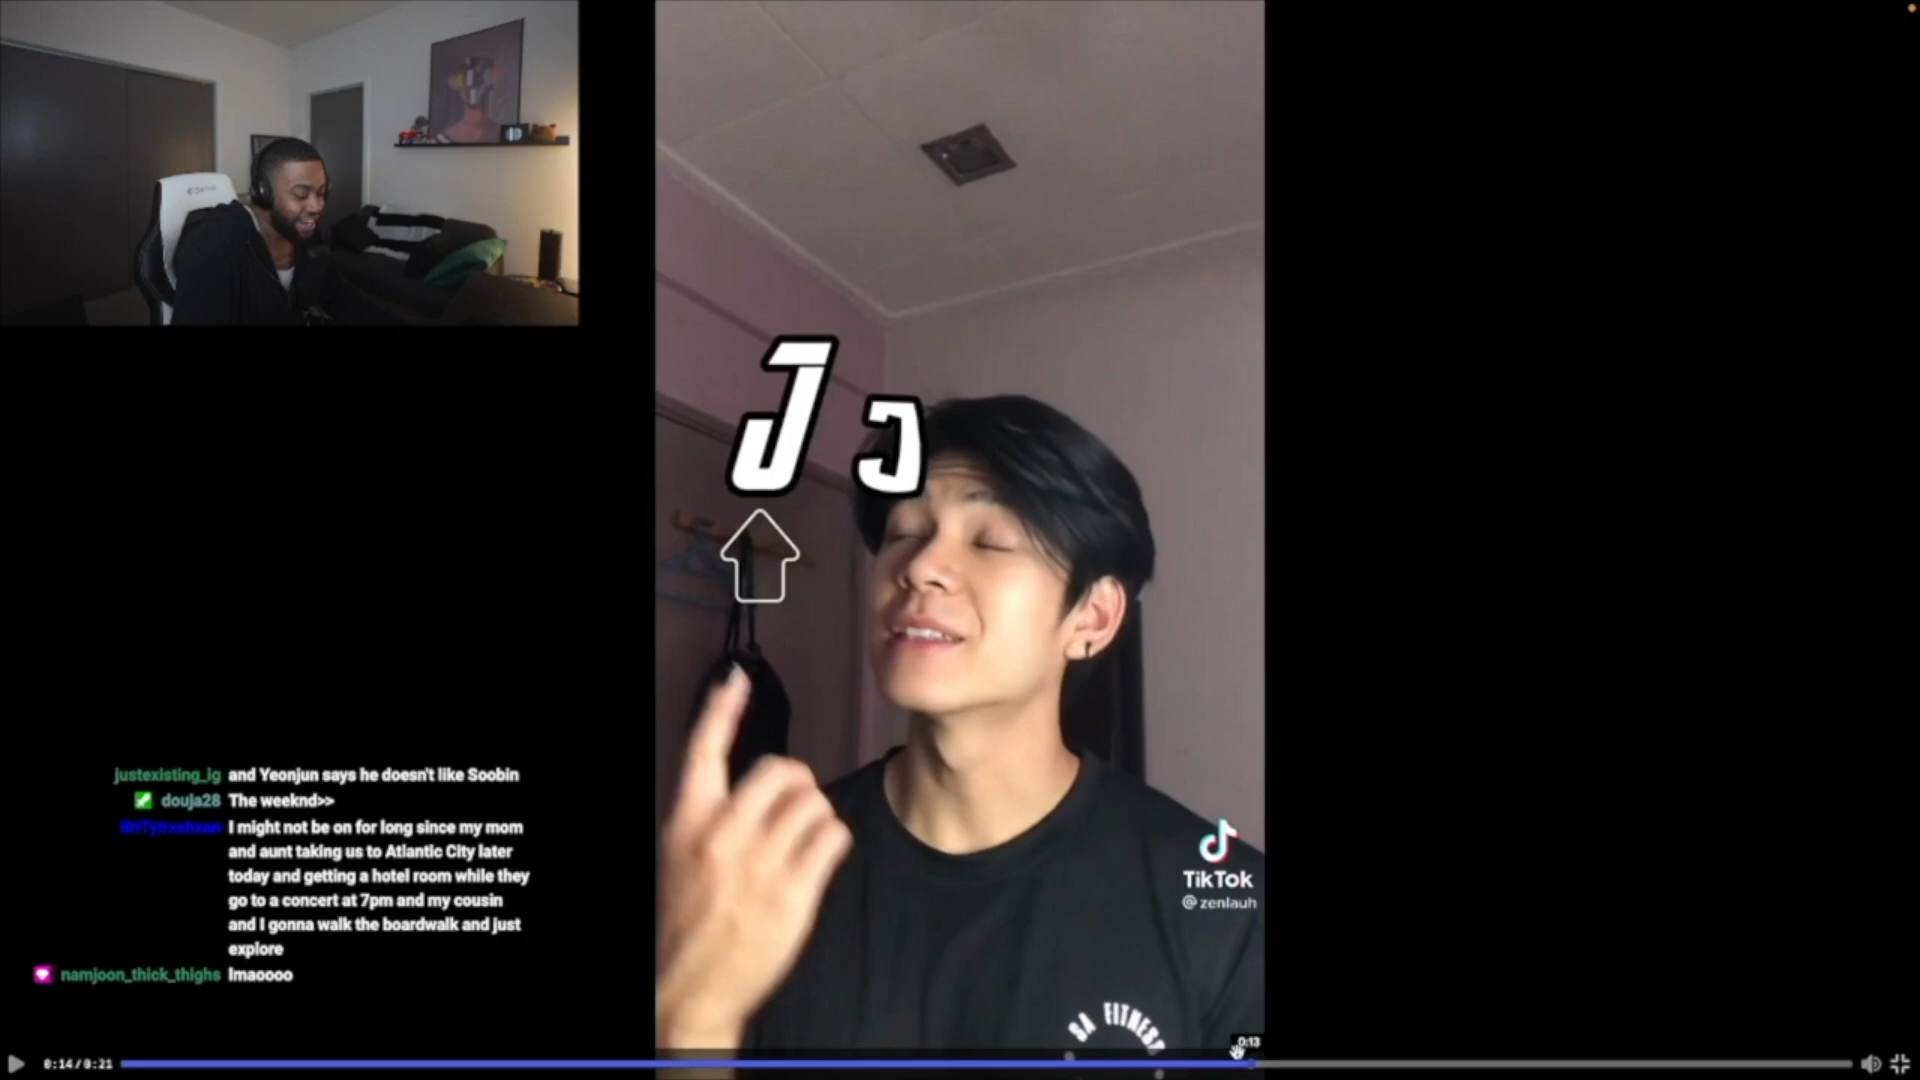 J J
justexisting_ig and Yeonjun says he doesn't like Soobin
douja28 The weeknd>>
I might not be on for long since my mom
and aunt taking us to Atlantic City later
today and getting a hotel room while they
go to a concert at 7pm and my cousin
and I gonna walk the boardwalk and just
explore
namjoon_thick_thighs lmaoooo
TikTok
@zenlauh
SA FITNESS
0:13
0:14/0:21